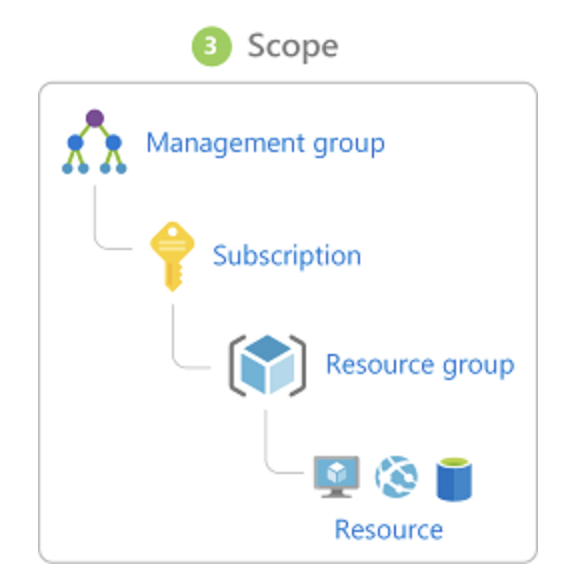 3 Scope
Management group
Subscription
Resource group
Resource